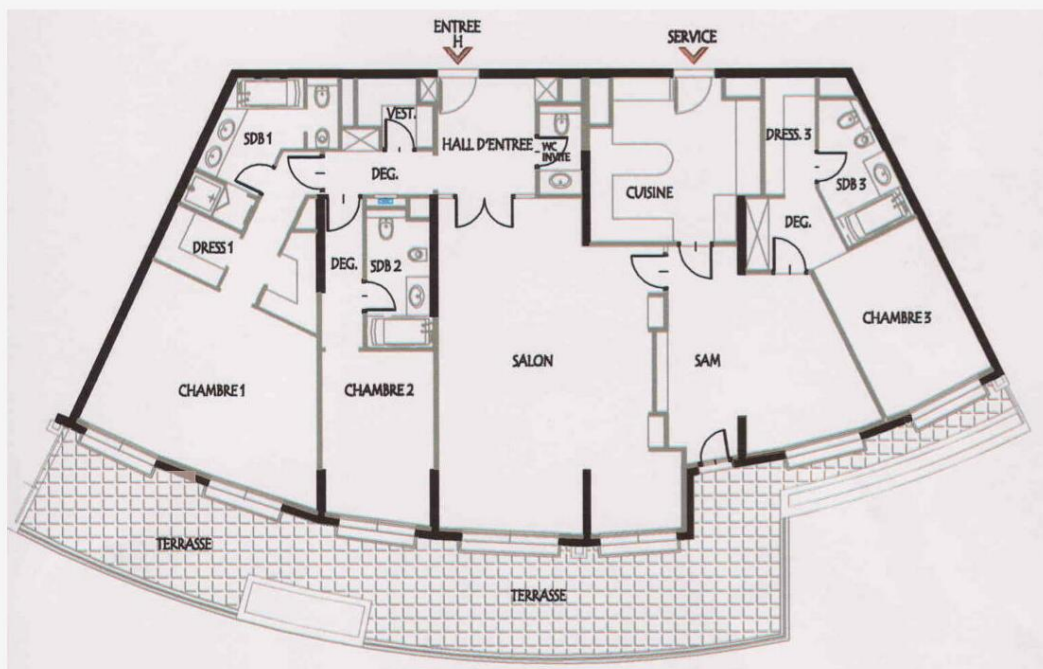 ENTREE
H
SERVICE
SDB 1
VEST.
HALL D'ENTREE
WC
INVITE
DEG.
CUISINE
DRESS. 3
SDB 3
DEG.
DRESS 1
DEG.
SDB 2
CHAMBRE 3
SALON
SAM
CHAMBRE 1
CHAMBRE 2
TERRASSE
TERRASSE